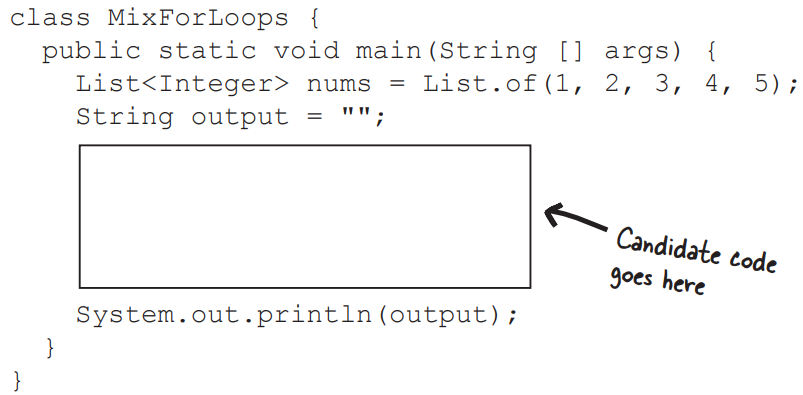 class MixForLoops {
public static void main(String [] args) {
List<Integer> nums = List.of(1, 2, 3, 4, 5);
String output = "";
Candidate code
goes here
System.out.println(output);
}
}